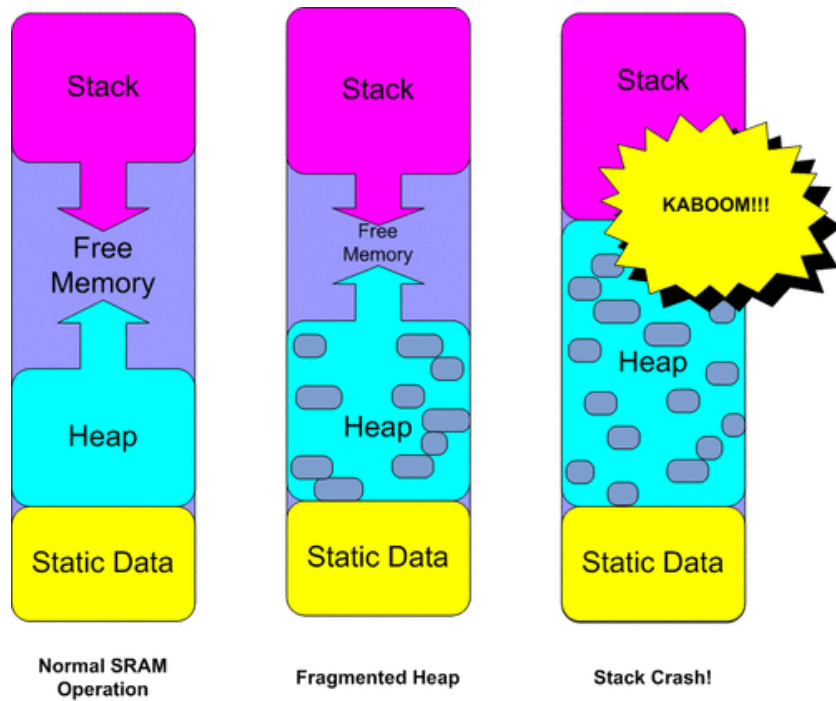 Stack
Free
Memory
Heap
Static Data
Normal SRAM
Operation
Stack
Free
Memory
Heap
Static Data
Fragmented Heap
Stack
KABOOM!!!
Heap
Static Data
Stack Crash!